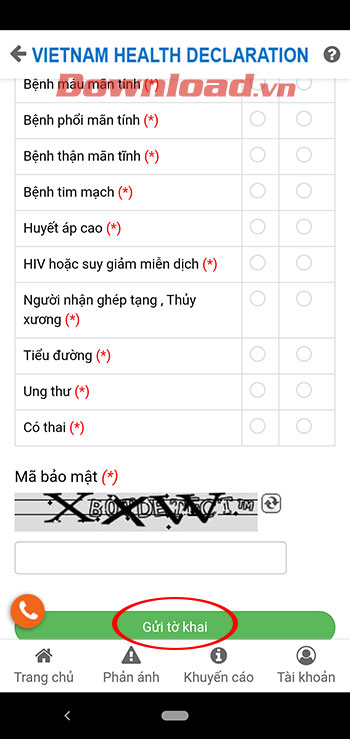 VIETNAM HEALTH DECLARATION ?
Bệnh máu mãn tính (*)
Download.vn
Bệnh phổi mãn tính (*)
Bệnh thận mãn tĩnh (*)
Bệnh tim mạch (*)
Huyết áp cao (*)
HIV hoặc suy giảm miễn dịch (*)
Người nhận ghép tạng , Thủy
xương (*)
Tiểu đường (*)
Ung thư (*)
Có thai (*)
Mã bảo mật (*)
BOTDETECT™
Gửi tờ khai
Trang chủ Phản ánh Khuyến cáo Tài khoản